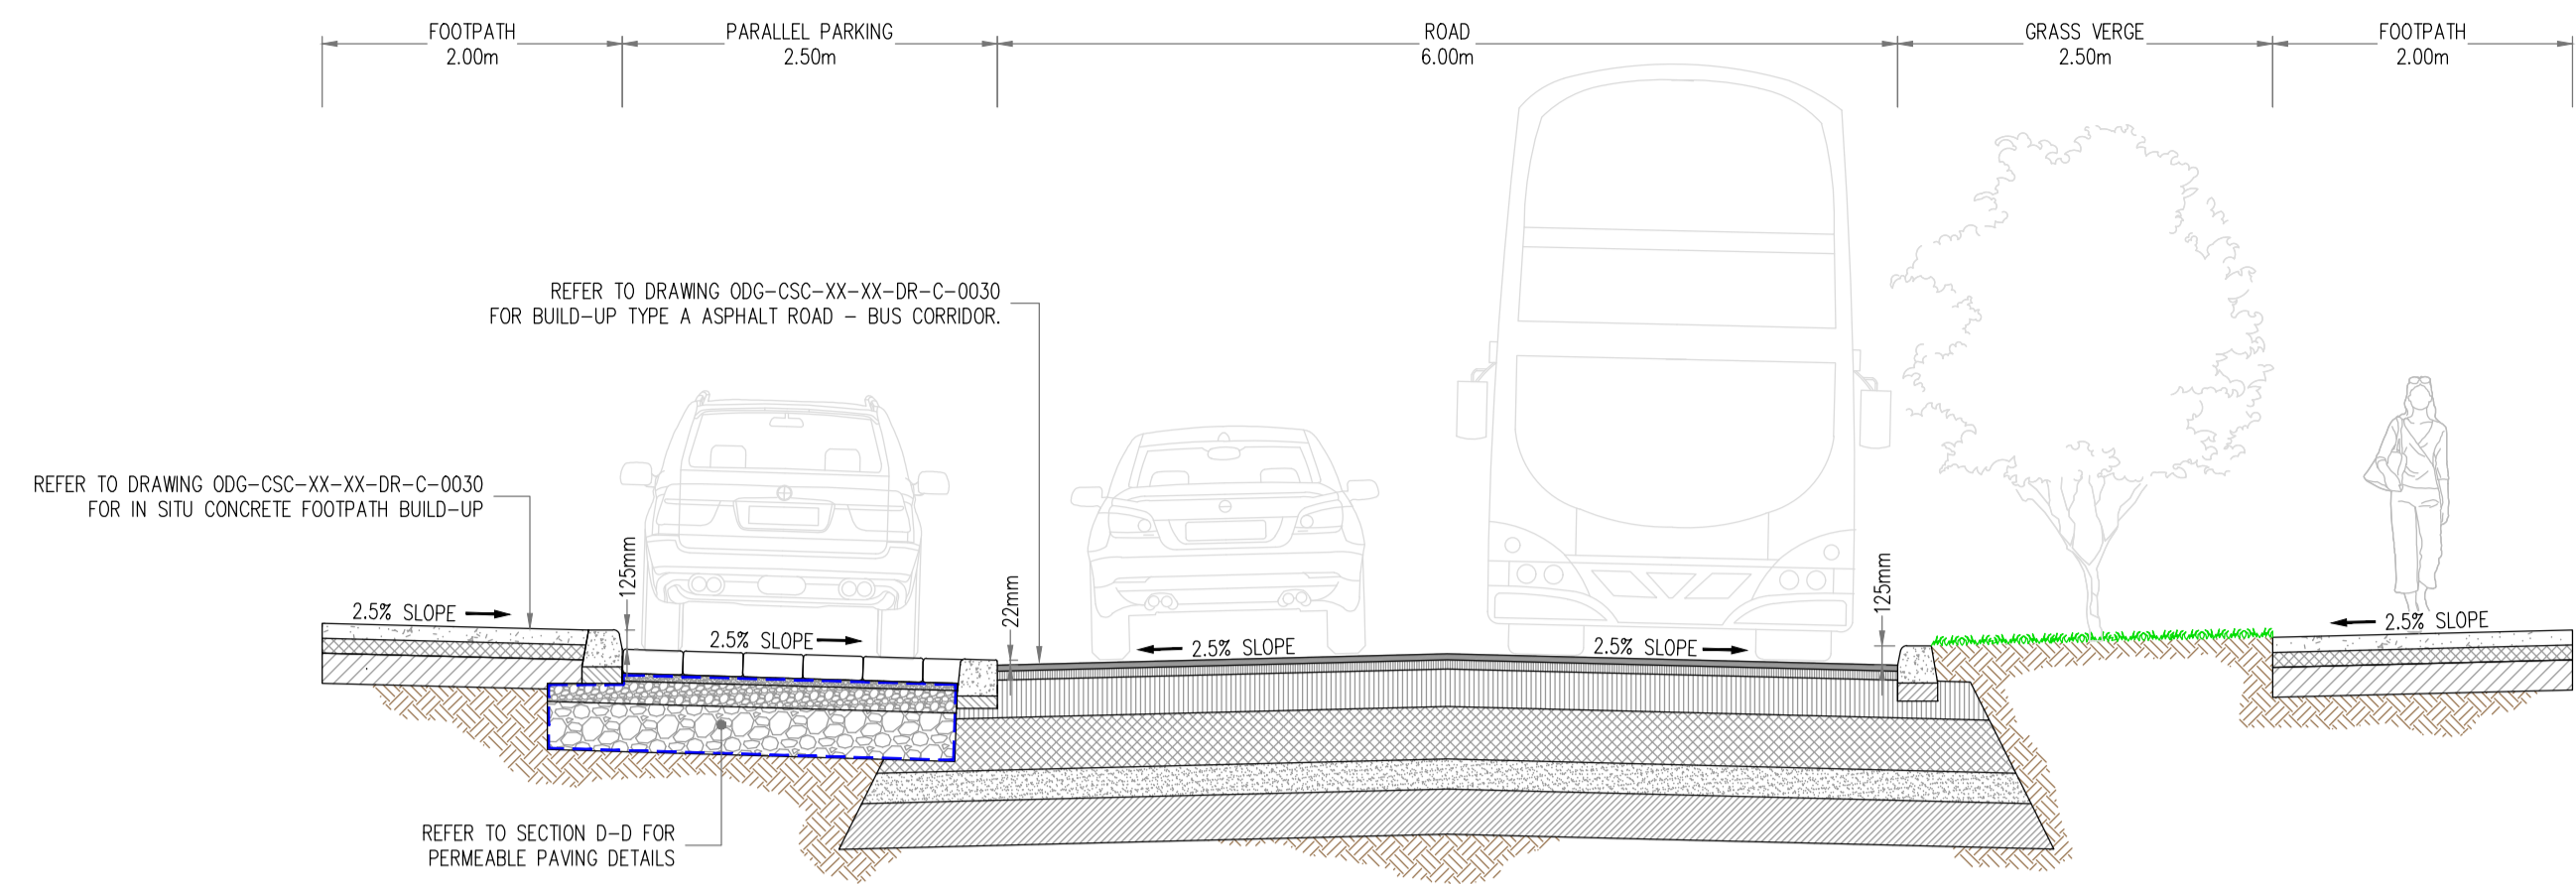 FOOTPATH
2.00m
PARALLEL PARKING
2.50m
ROAD
6.00m
GRASS VERGE
2.50m
FOOTPATH
2.00m
REFER TO DRAWING ODG-CSC-XX-XX-DR-C-0030
FOR BUILD-UP TYPE A ASPHALT ROAD - BUS CORRIDOR.
REFER TO DRAWING ODG-CSC-XX-XX-DR-C-0030
FOR IN SITU CONCRETE FOOTPATH BUILD-UP
125mm
22mm
125mm
2.5% SLOPE
2.5% SLOPE
2.5% SLOPE
2.5% SLOPE
2.5% SLOPE
REFER TO SECTION D-D FOR
PERMEABLE PAVING DETAILS